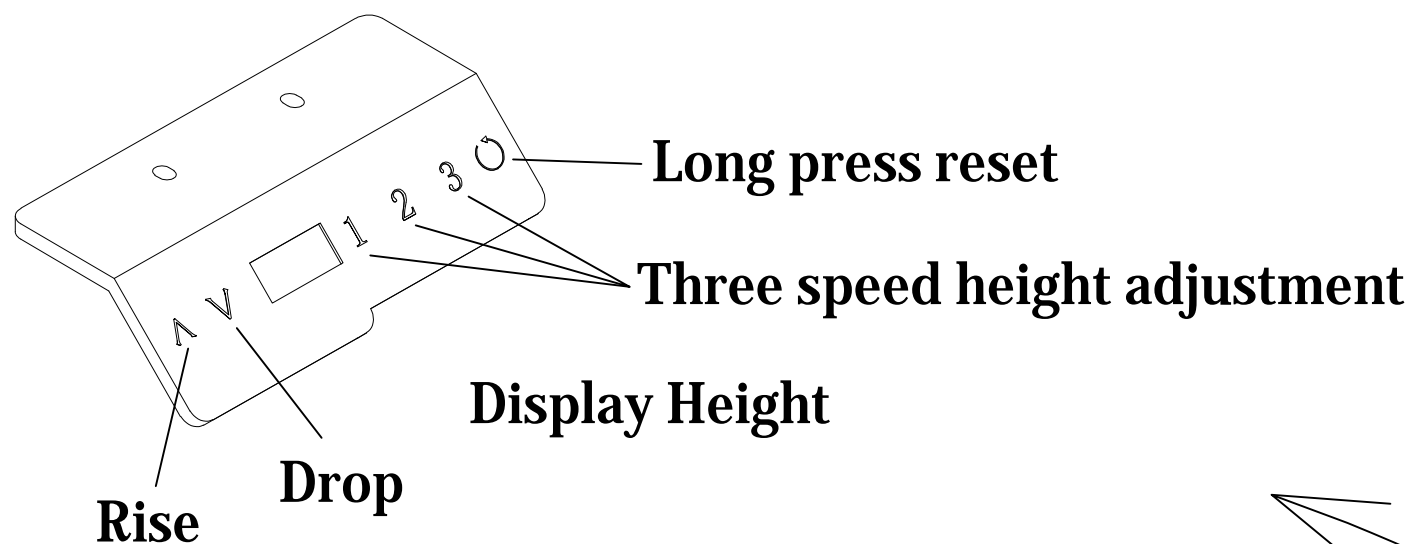 Long press reset
3
2
1
Three speed height adjustment
Display Height
Drop
Rise